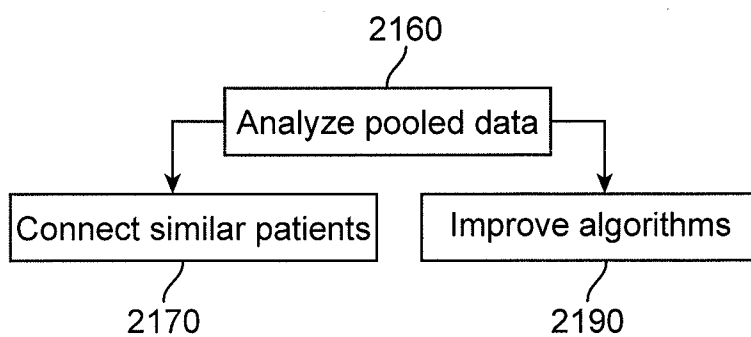 2160
Analyze pooled data
Connect similar patients
Improve algorithms
2170
2190